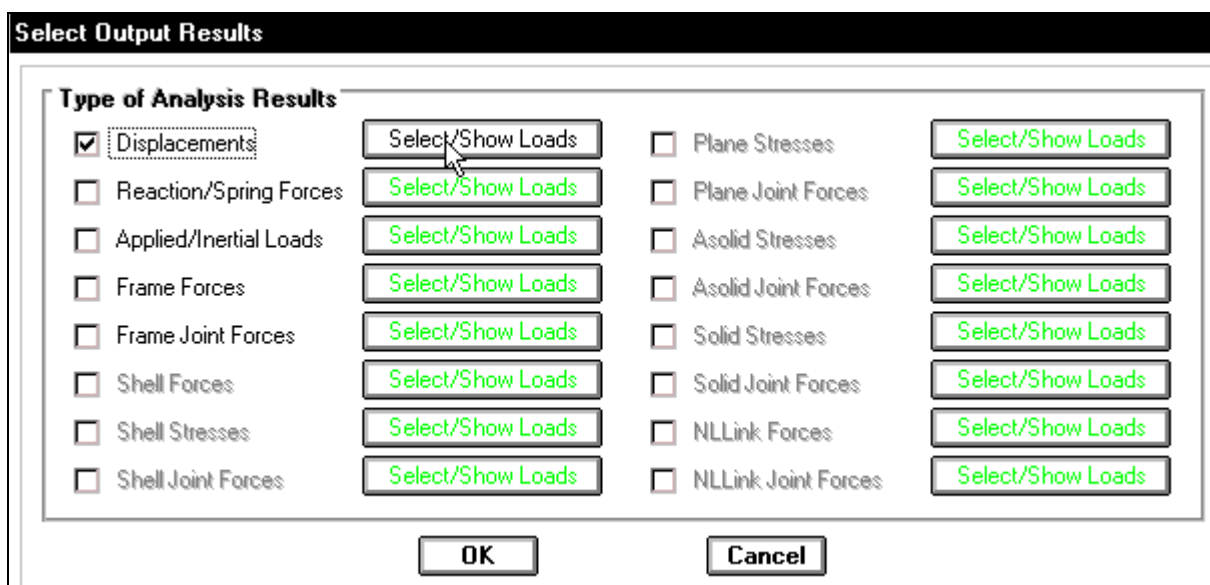 Select Output Results
Type of Analysis Results
Displacements Select/Show Loads Plane Stresses Select/Show Loads
Reaction/Spring Forces Select/Show Loads Plane Joint Forces Select/Show Loads
Applied/Inertial Loads Select/Show Loads Asolid Stresses Select/Show Loads
Frame Forces Select/Show Loads Asolid Joint Forces Select/Show Loads
Frame Joint Forces Select/Show Loads Solid Stresses Select/Show Loads
Shell Forces Select/Show Loads Solid Joint Forces Select/Show Loads
Shell Stresses Select/Show Loads NLLink Forces Select/Show Loads
Shell Joint Forces Select/Show Loads NLLink Joint Forces Select/Show Loads
OK Cancel